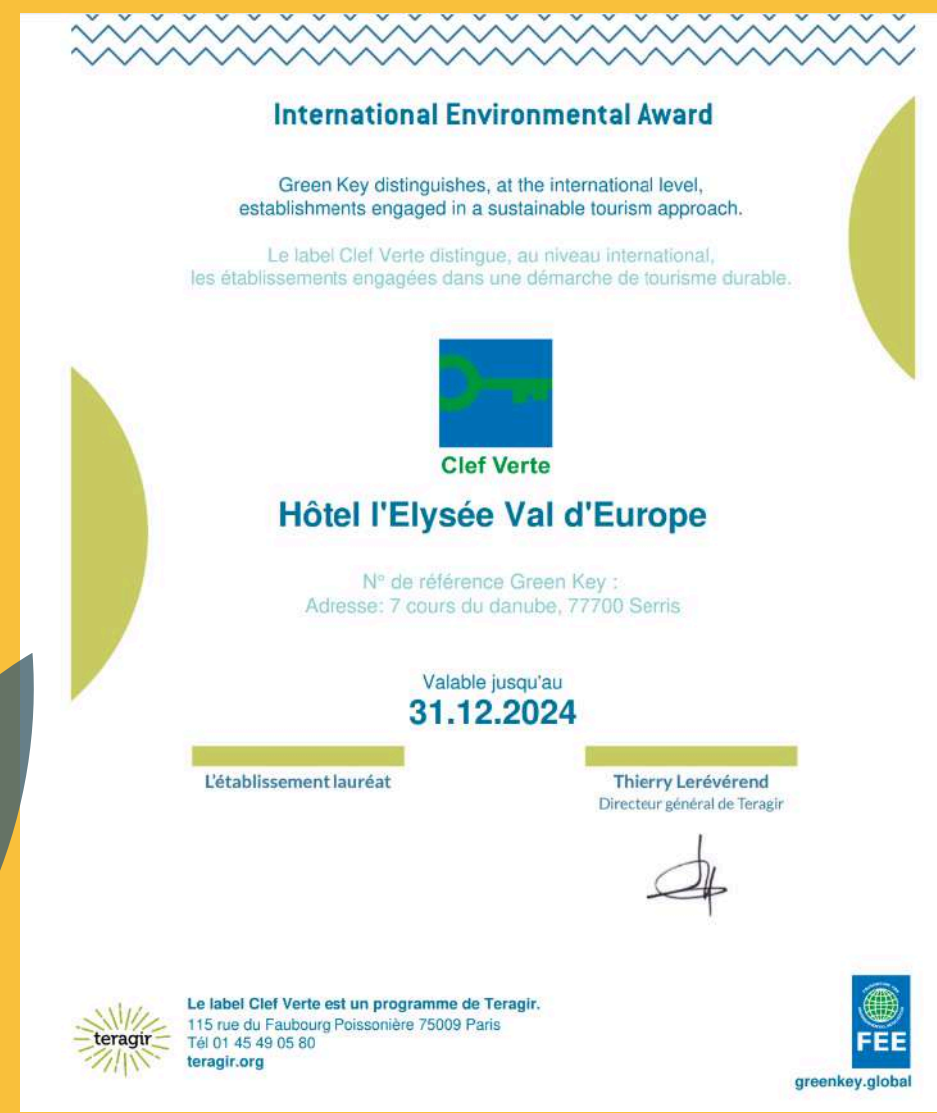 International Environmental Award
Green Key distinguishes, at the international level,
establishments engaged in a sustainable tourism approach.
Le label Clef Verte distingue, au niveau international,
les établissements engagées dans une démarche de tourisme durable.
Clef Verte
Hôtel l'Elysée Val d'Europe
N° de référence Green Key :
Adresse: 7 cours du danube, 77700 Serris
Valable jusqu'au
31.12.2024
L'établissement lauréat
Thierry Lerévérend
Directeur général de Teragir
teragir
Le label Clef Verte est un programme de Teragir.
115 rue du Faubourg Poissonière 75009 Paris
Tél 01 45 49 05 80
teragir.org
FEE
greenkey.global